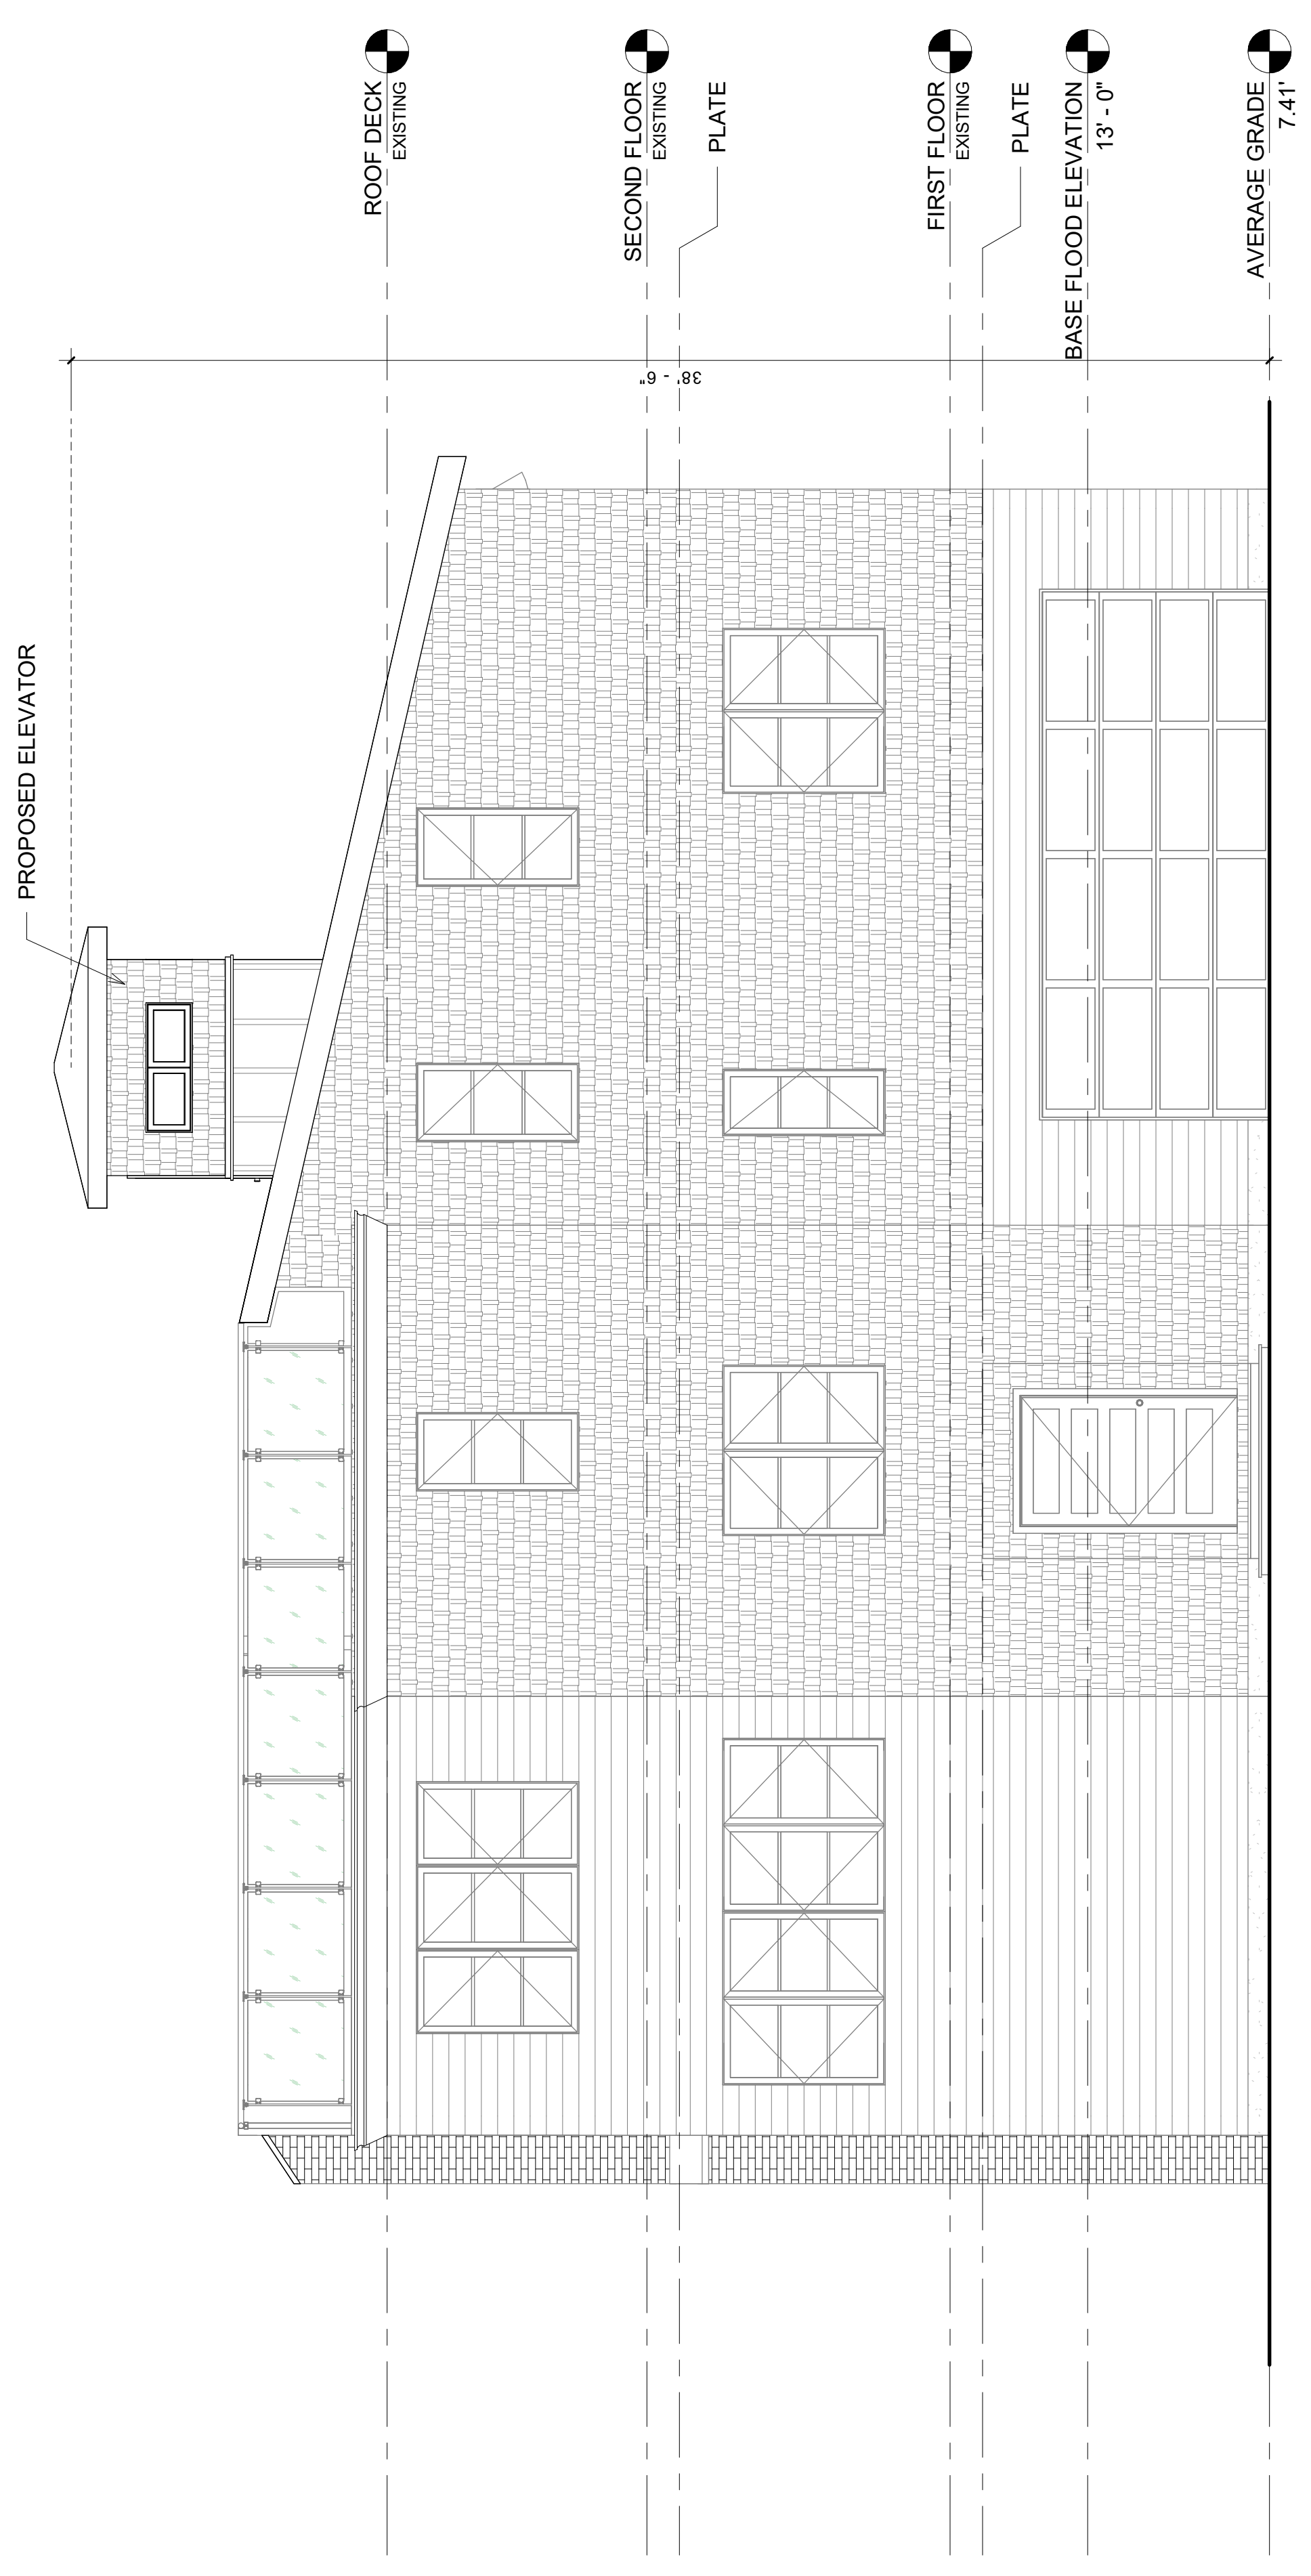 PROPOSED ELEVATOR
ROOF DECK
EXISTING
SECOND FLOOR
EXISTING
PLATE
FIRST FLOOR
EXISTING
PLATE
BASE FLOOD ELEVATION
13' - 0"
AVERAGE GRADE
7.41'
38' - 6"